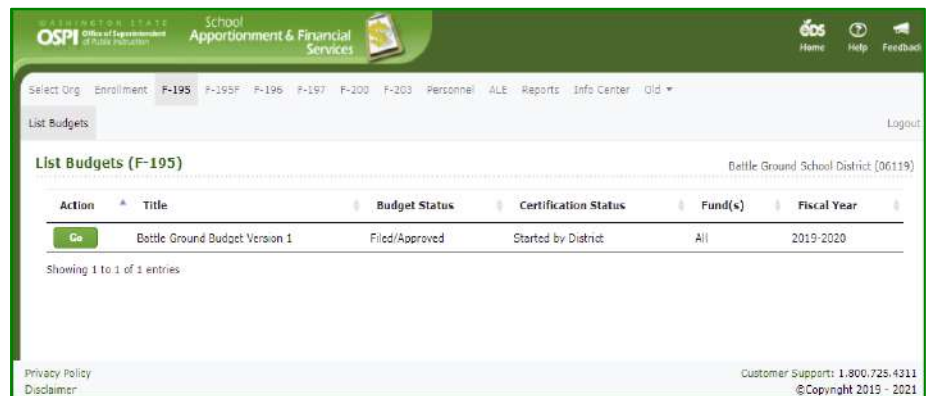 WASHINGTON STATE
OSPI Office of Superintendent of Public Instruction
School
Apportionment & Financial
Services
eds
Home Help Feedback
Select Org Enrollment F-195 F-195F F-196 F-197 F-200 F-203 Personnel ALE Reports Info Center Old
List Budgets Logout
List Budgets (F-195) Battle Ground School District (06119)
Action Title Budget Status Certification Status Fund(s) Fiscal Year
Go Battle Ground Budget Version 1 Filed/Approved Started by District All 2019-2020
Showing 1 to 1 of 1 entries
Privacy Policy Customer Support: 1.800.725.4311
Disclaimer ©Copyright 2019 - 2021